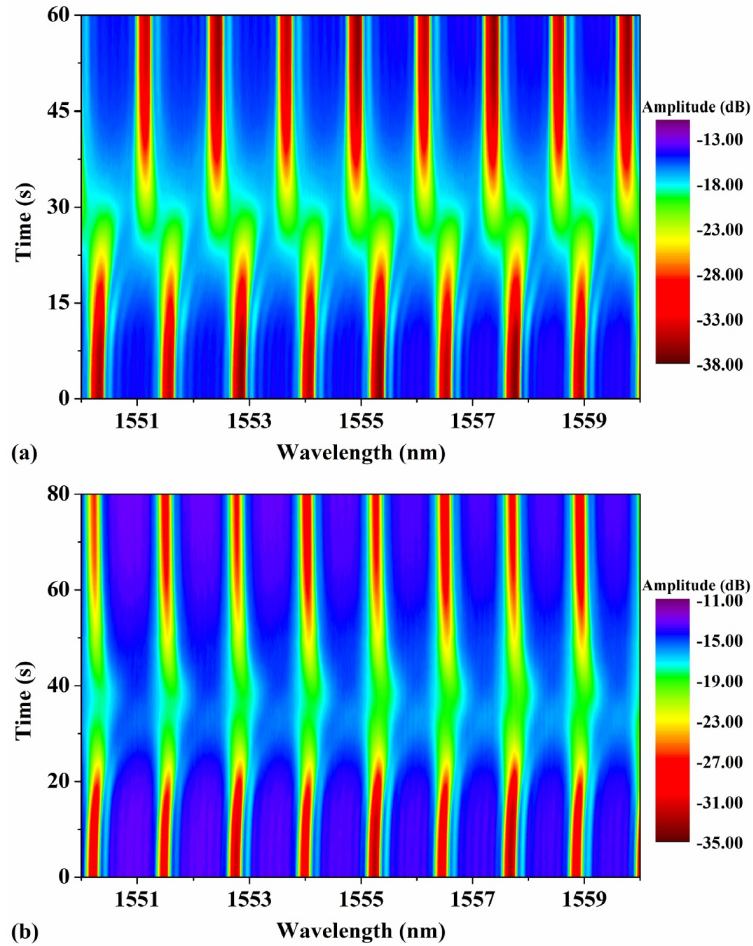 60
45
30
15
0
Time (s)
1551 1553 1555 1557 1559
Wavelength (nm)
Amplitude (dB)
-13.00
-18.00
-23.00
-28.00
-33.00
-38.00
(a)
80
60
40
20
0
Time (s)
1551 1553 1555 1557 1559
Wavelength (nm)
Amplitude (dB)
-11.00
-15.00
-19.00
-23.00
-27.00
-31.00
-35.00
(b)